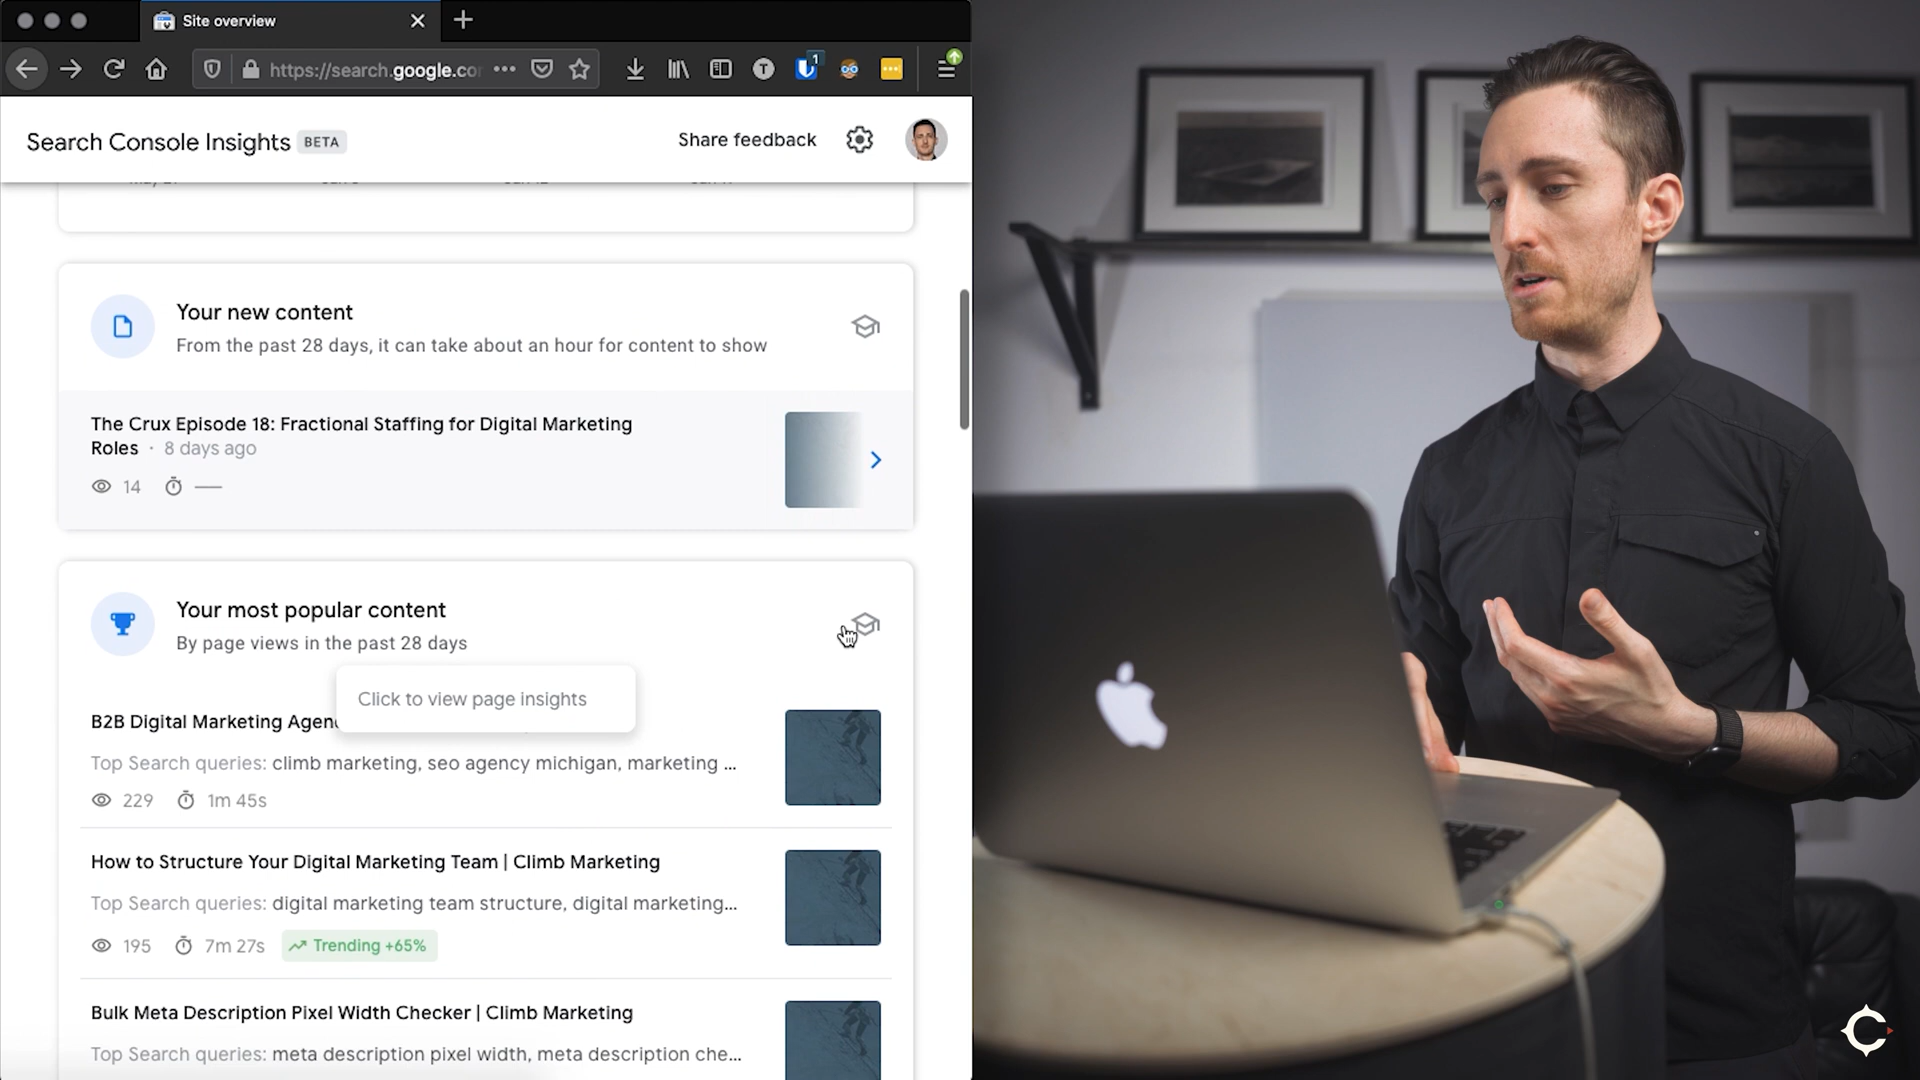 Site overview
https://search.google.co
1
Search Console Insights BETA
Share feedback
Your new content
From the past 28 days, it can take about an hour for content to show
The Crux Episode 18: Fractional Staffing for Digital Marketing
Roles · 8 days ago
14
Your most popular content
By page views in the past 28 days
Click to view page insights
B2B Digital Marketing Agen
Top Search queries: climb marketing, seo agency michigan, marketing ...
229 1m 45s
How to Structure Your Digital Marketing Team | Climb Marketing
Top Search queries: digital marketing team structure, digital marketing...
195 7m 27s Trending +65%
Bulk Meta Description Pixel Width Checker | Climb Marketing
Top Search queries: meta description pixel width, meta description che...